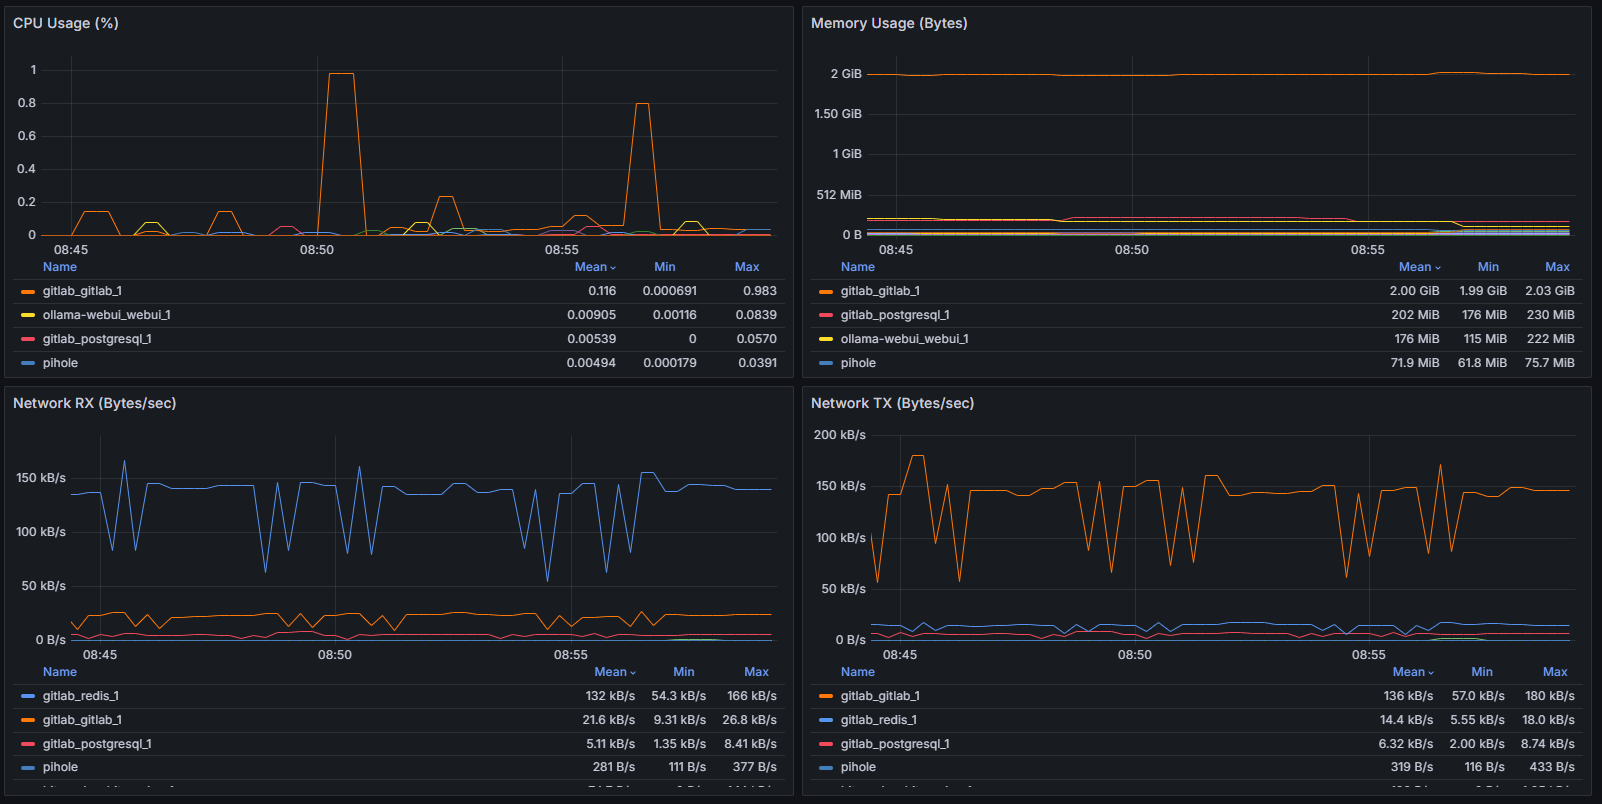 CPU Usage (%)
1
0.8
0.6
0.4
0.2
0
08:45 08:50 08:55
Name Mean Min Max
gitlab_gitlab_1 0.116 0.000691 0.983
ollama-webui_webui_1 0.00905 0.00116 0.0839
gitlab_postgresql_1 0.00539 0 0.0570
pihole 0.00494 0.000179 0.0391
Memory Usage (Bytes)
2 GiB
1.50 GiB
1 GiB
512 MiB
0 B
08:45 08:50 08:55
Name Mean Min Max
gitlab_gitlab_1 2.00 GiB 1.99 GiB 2.03 GiB
gitlab_postgresql_1 202 MiB 176 MiB 230 MiB
ollama-webui_webui_1 176 MiB 115 MiB 222 MiB
pihole 71.9 MiB 61.8 MiB 75.7 MiB
Network RX (Bytes/sec)
150 kB/s
100 kB/s
50 kB/s
0 B/s
08:45 08:50 08:55
Name Mean Min Max
gitlab_redis_1 132 kB/s 54.3 kB/s 166 kB/s
gitlab_gitlab_1 21.6 kB/s 9.31 kB/s 26.8 kB/s
gitlab_postgresql_1 5.11 kB/s 1.35 kB/s 8.41 kB/s
pihole 281 B/s 111 B/s 377 B/s
Network TX (Bytes/sec)
200 kB/s
150 kB/s
100 kB/s
50 kB/s
0 B/s
08:45 08:50 08:55
Name Mean Min Max
gitlab_gitlab_1 136 kB/s 57.0 kB/s 180 kB/s
gitlab_redis_1 14.4 kB/s 5.55 kB/s 18.0 kB/s
gitlab_postgresql_1 6.32 kB/s 2.00 kB/s 8.74 kB/s
pihole 319 B/s 116 B/s 433 B/s